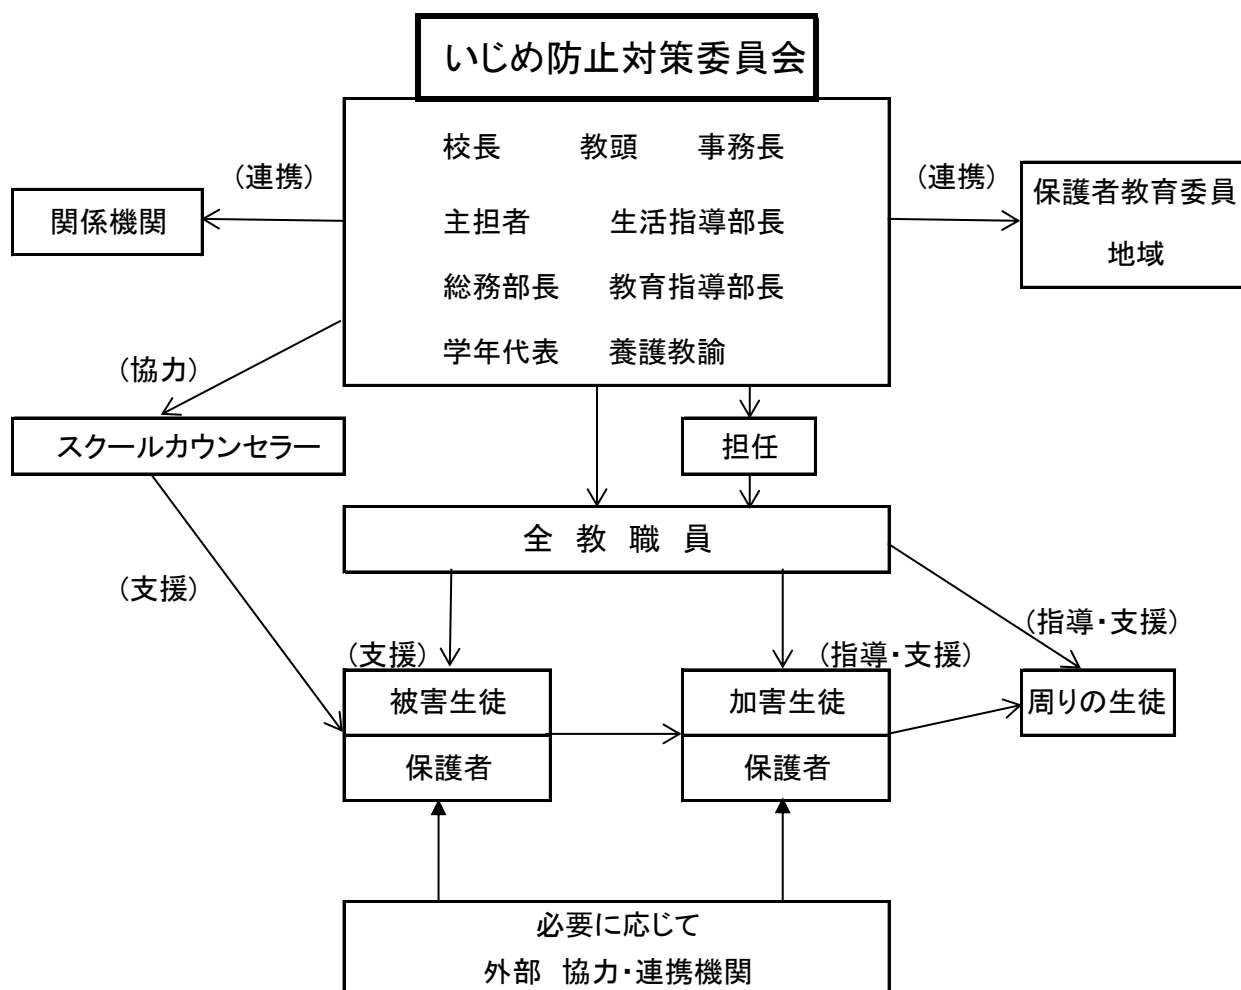 いじめ防止対策委員会
校長 教頭 事務長
(連携)
(連携)
関係機関
主担者 生活指導部長
保護者教育委員
地域
総務部長 教育指導部長
学年代表 養護教諭
(協力)
スクールカウンセラー
担任
全 教 職 員
(支援)
(支援)
(指導・支援)
(指導・支援)
被害生徒
加害生徒
周りの生徒
保護者
保護者
必要に応じて
外部 協力・連携機関